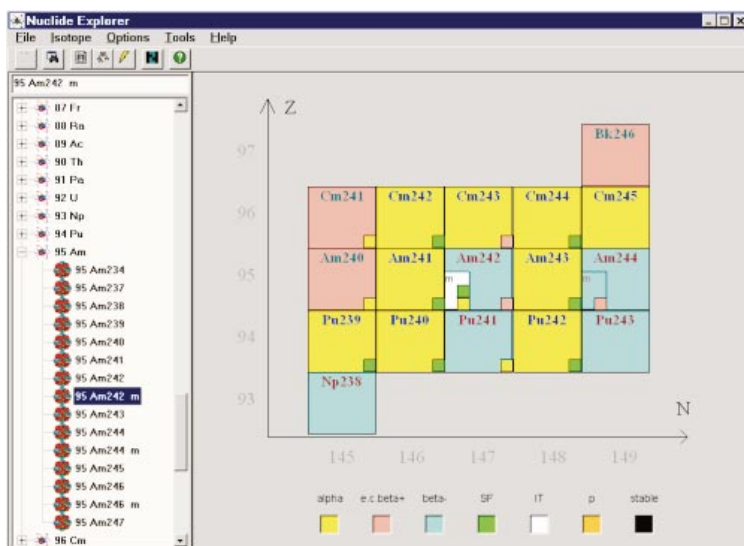 Nuclide Explorer
File Isotope Options Tools Help
95 Am242 m
87 Fr
88 Ra
89 Ac
90 Th
91 Pa
92 U
93 Np
94 Pu
95 Am
95 Am234
95 Am237
95 Am238
95 Am239
95 Am240
95 Am241
95 Am242
95 Am242 m
95 Am243
95 Am244
95 Am244 m
95 Am245
95 Am246
95 Am246 m
95 Am247
96 Cm
Z
97
Bk246
96
Cm241 Cm242 Cm243 Cm244 Cm245
95
Am240 Am241 Am242 Am243 Am244
m m
94
Pu239 Pu240 Pu241 Pu242 Pu243
93
Np238
N
145 146 147 148 149
alpha e.c.beta+ beta- SF IT p stable